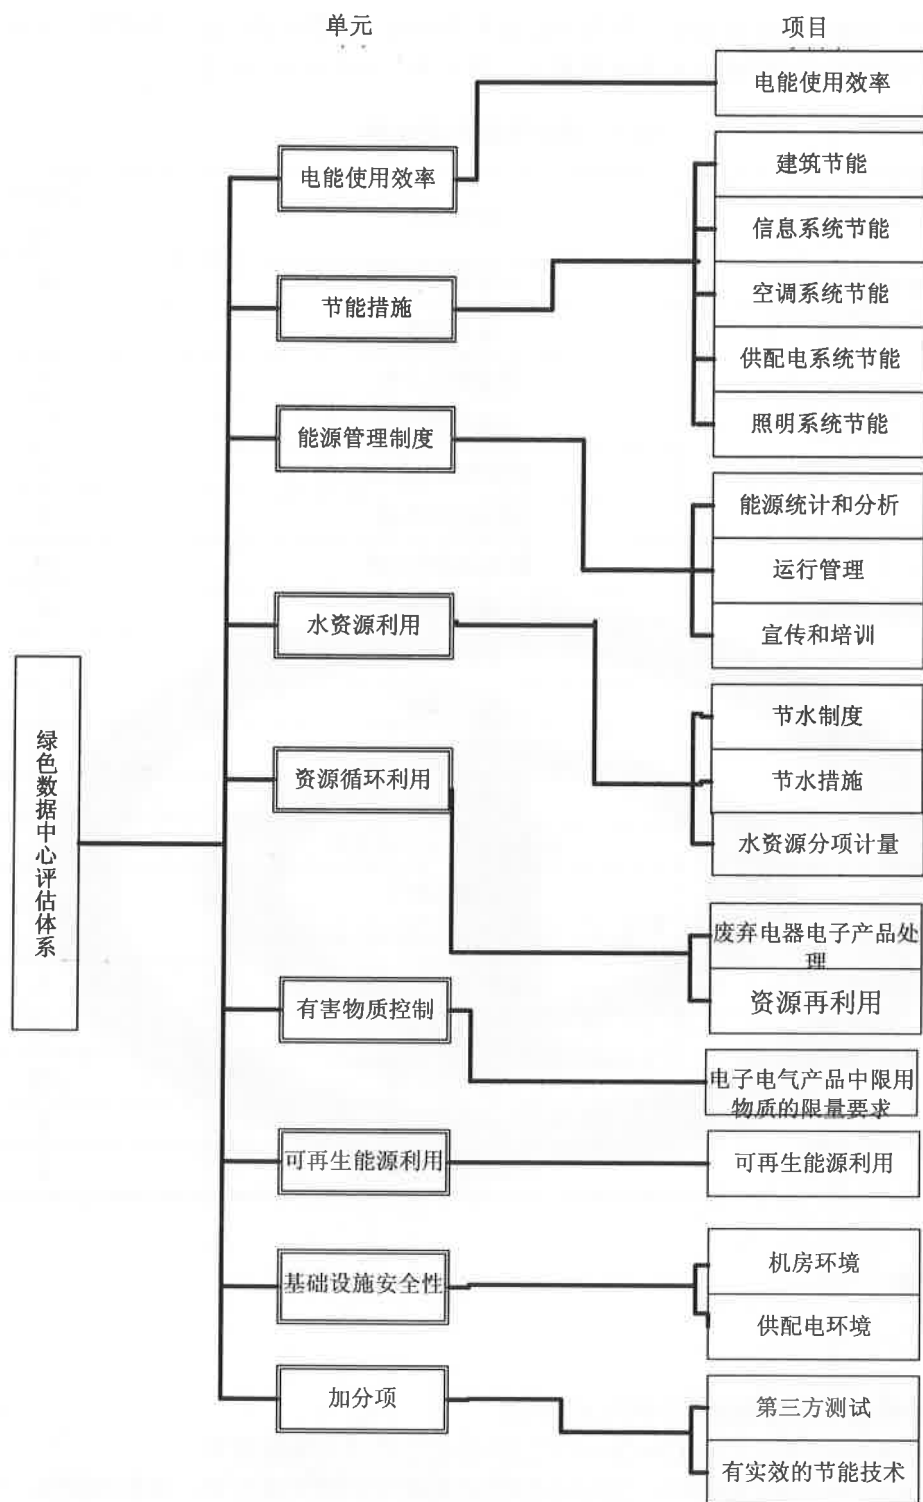 单元
项目
电能使用效率
电能使用效率
建筑节能
信息系统节能
节能措施
空调系统节能
供配电系统节能
照明系统节能
能源管理制度
能源统计和分析
运行管理
宣传和培训
水资源利用
节水制度
节水措施
水资源分项计量
绿色数据中心评估体系
资源循环利用
废弃电器电子产品处
理
资源再利用
有害物质控制
电子电气产品中限用
物质的限量要求
可再生能源利用
可再生能源利用
基础设施安全性
机房环境
供配电环境
加分项
第三方测试
有实效的节能技术